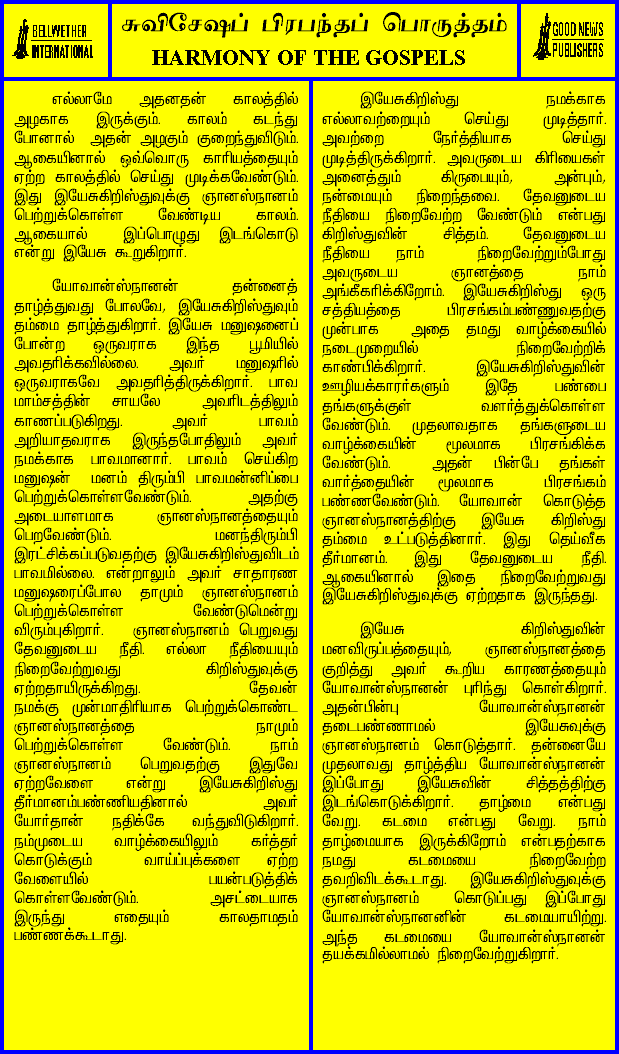 BELLWETHER
INTERNATIONAL
சுவிசேஷப் பிரபந்தப் பொருத்தம்
HARMONY OF THE GOSPELS
GOOD NEWS
PUBLISHERS
எல்லாமே அதனதன் காலத்தில்
அழகாக இருக்கும். காலம் கடந்து
போனால் அதன் அழகும் குறைந்துவிடும்.
ஆகையினால் ஒவ்வொரு காரியத்தையும்
ஏற்ற காலத்தில் செய்து முடிக்கவேண்டும்.
இது இயேசுகிறிஸ்துவுக்கு ஞானஸ்நானம்
பெற்றுக்கொள்ள வேண்டிய காலம்.
ஆகையால் இப்பொழுது இடங்கொடு
என்று இயேசு கூறுகிறார்.
யோவான்ஸ்நானன் தன்னைத்
தாழ்த்துவது போலவே, இயேசுகிறிஸ்துவும்
தம்மை தாழ்த்துகிறார். இயேசு மனுஷனைப்
போன்ற ஒருவராக இந்த பூமியில்
அவதரிக்கவில்லை. அவர் மனுஷரில்
ஒருவராகவே அவதரித்திருக்கிறார். பாவ
மாம்சத்தின் சாயலே அவரிடத்திலும்
காணப்படுகிறது. அவர் பாவம்
அறியாதவராக இருந்தபோதிலும் அவர்
நமக்காக பாவமானார். பாவம் செய்கிற
மனுஷன் மனம் திரும்பி பாவமன்னிப்பை
பெற்றுக்கொள்ளவேண்டும். அதற்கு
அடையாளமாக ஞானஸ்நானத்தையும்
பெறவேண்டும். மனந்திரும்பி
இரட்சிக்கப்படுவதற்கு இயேசுகிறிஸ்துவிடம்
பாவமில்லை. என்றாலும் அவர் சாதாரண
மனுஷரைப்போல தாமும் ஞானஸ்நானம்
பெற்றுக்கொள்ள வேண்டுமென்று
விரும்புகிறார். ஞானஸ்நானம் பெறுவது
தேவனுடைய நீதி. எல்லா நீதியையும்
நிறைவேற்றுவது கிறிஸ்துவுக்கு
ஏற்றதாயிருக்கிறது. தேவன்
நமக்கு முன்மாதிரியாக பெற்றுக்கொண்ட
ஞானஸ்நானத்தை நாமும்
பெற்றுக்கொள்ள வேண்டும். நாம்
ஞானஸ்நானம் பெறுவதற்கு இதுவே
ஏற்றவேளை என்று இயேசுகிறிஸ்து
தீர்மானம்பண்ணியதினால் அவர்
யோர்தான் நதிக்கே வந்துவிடுகிறார்.
நம்முடைய வாழ்க்கையிலும் கர்த்தர்
கொடுக்கும் வாய்ப்புக்களை ஏற்ற
வேளையில் பயன்படுத்திக்
கொள்ளவேண்டும். அசட்டையாக
இருந்து எதையும் காலதாமதம்
பண்ணக்கூடாது.
இயேசுகிறிஸ்து நமக்காக
எல்லாவற்றையும் செய்து முடித்தார்.
அவற்றை நேர்த்தியாக செய்து
முடித்திருக்கிறார். அவருடைய கிரியைகள்
அனைத்தும் கிருபையும், அன்பும்,
நன்மையும் நிறைந்தவை. தேவனுடைய
நீதியை நிறைவேற்ற வேண்டும் என்பது
கிறிஸ்துவின் சித்தம். தேவனுடைய
நீதியை நாம் நிறைவேற்றும்போது
அவருடைய ஞானத்தை நாம்
அங்கீகரிக்கிறோம். இயேசுகிறிஸ்து ஒரு
சத்தியத்தை பிரசங்கம்பண்ணுவதற்கு
முன்பாக அதை தமது வாழ்க்கையில்
நடைமுறையில் நிறைவேற்றிக்
காண்பிக்கிறார். இயேசுகிறிஸ்துவின்
ஊழியக்காரர்களும் இதே பண்பை
தங்களுக்குள் வளர்த்துக்கொள்ள
வேண்டும். முதலாவதாக தங்களுடைய
வாழ்க்கையின் மூலமாக பிரசங்கிக்க
வேண்டும். அதன் பின்பே தங்கள்
வார்த்தையின் மூலமாக பிரசங்கம்
பண்ணவேண்டும். யோவான் கொடுத்த
ஞானஸ்நானத்திற்கு இயேசு கிறிஸ்து
தம்மை உட்படுத்தினார். இது தெய்வீக
தீர்மானம். இது தேவனுடைய நீதி.
ஆகையினால் இதை நிறைவேற்றுவது
இயேசுகிறிஸ்துவுக்கு ஏற்றதாக இருந்தது.
இயேசு கிறிஸ்துவின்
மனவிருப்பத்தையும், ஞானஸ்நானத்தை
குறித்து அவர் கூறிய காரணத்தையும்
யோவான்ஸ்நானன் புரிந்து கொள்கிறார்.
அதன்பின்பு யோவான்ஸ்நானன்
தடைபண்ணாமல் இயேசுவுக்கு
ஞானஸ்நானம் கொடுத்தார். தன்னையே
முதலாவது தாழ்த்திய யோவான்ஸ்நானன்
இப்போது இயேசுவின் சித்தத்திற்கு
இடங்கொடுக்கிறார். தாழ்மை என்பது
வேறு. கடமை என்பது வேறு. நாம்
தாழ்மையாக இருக்கிறோம் என்பதற்காக
நமது கடமையை நிறைவேற்ற
தவறிவிடக்கூடாது. இயேசுகிறிஸ்துவுக்கு
ஞானஸ்நானம் கொடுப்பது இப்போது
யோவான்ஸ்நானனின் கடமையாயிற்று.
அந்த கடமையை யோவான்ஸ்நானன்
தயக்கமில்லாமல் நிறைவேற்றுகிறார்.